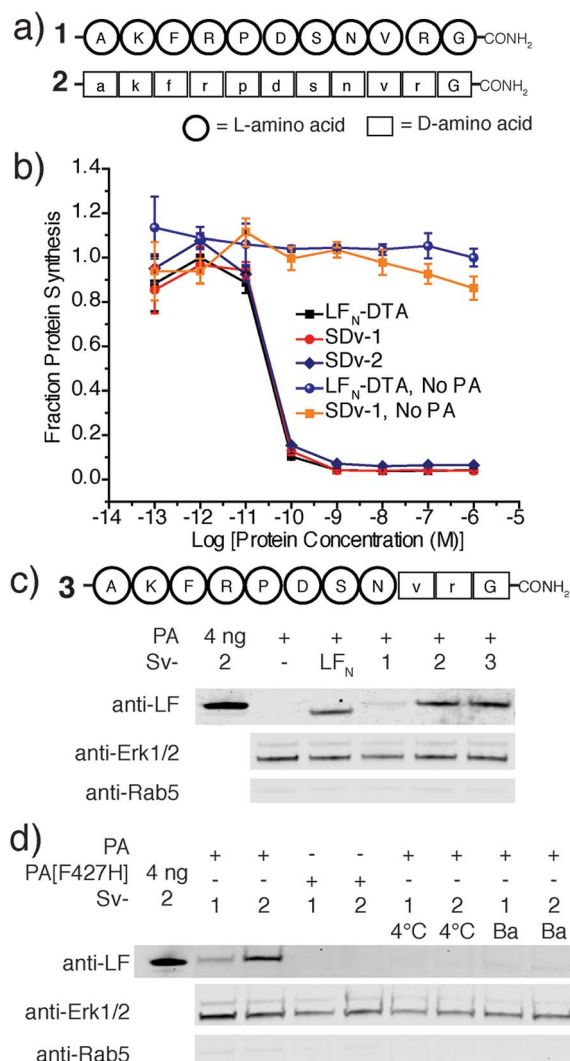 a)
1 A K F R P D S N V R G CONH₂
2 a k f r p d s n v r G CONH₂
= L-amino acid = D-amino acid
b)
Fraction Protein Synthesis
1.4
1.2
1.0
0.8
0.6
0.4
0.2
0.0
LF_N-DTA
SDv-1
SDv-2
LF_N-DTA, No PA
SDv-1, No PA
-14 -13 -12 -11 -10 -9 -8 -7 -6 -5
Log [Protein Concentration (M)]
c) 3 A K F R P D S N v r G CONH₂
PA 4 ng + + + + +
Sv- 2 - LF_N 1 2 3
anti-LF
anti-Erk1/2
anti-Rab5
d)
PA + + - - + + + +
PA[F427H] 4 ng - - + + - - - -
Sv- 2 1 2 1 2 1 2 1 2
4°C 4°C Ba Ba
anti-LF
anti-Erk1/2
anti-Rab5